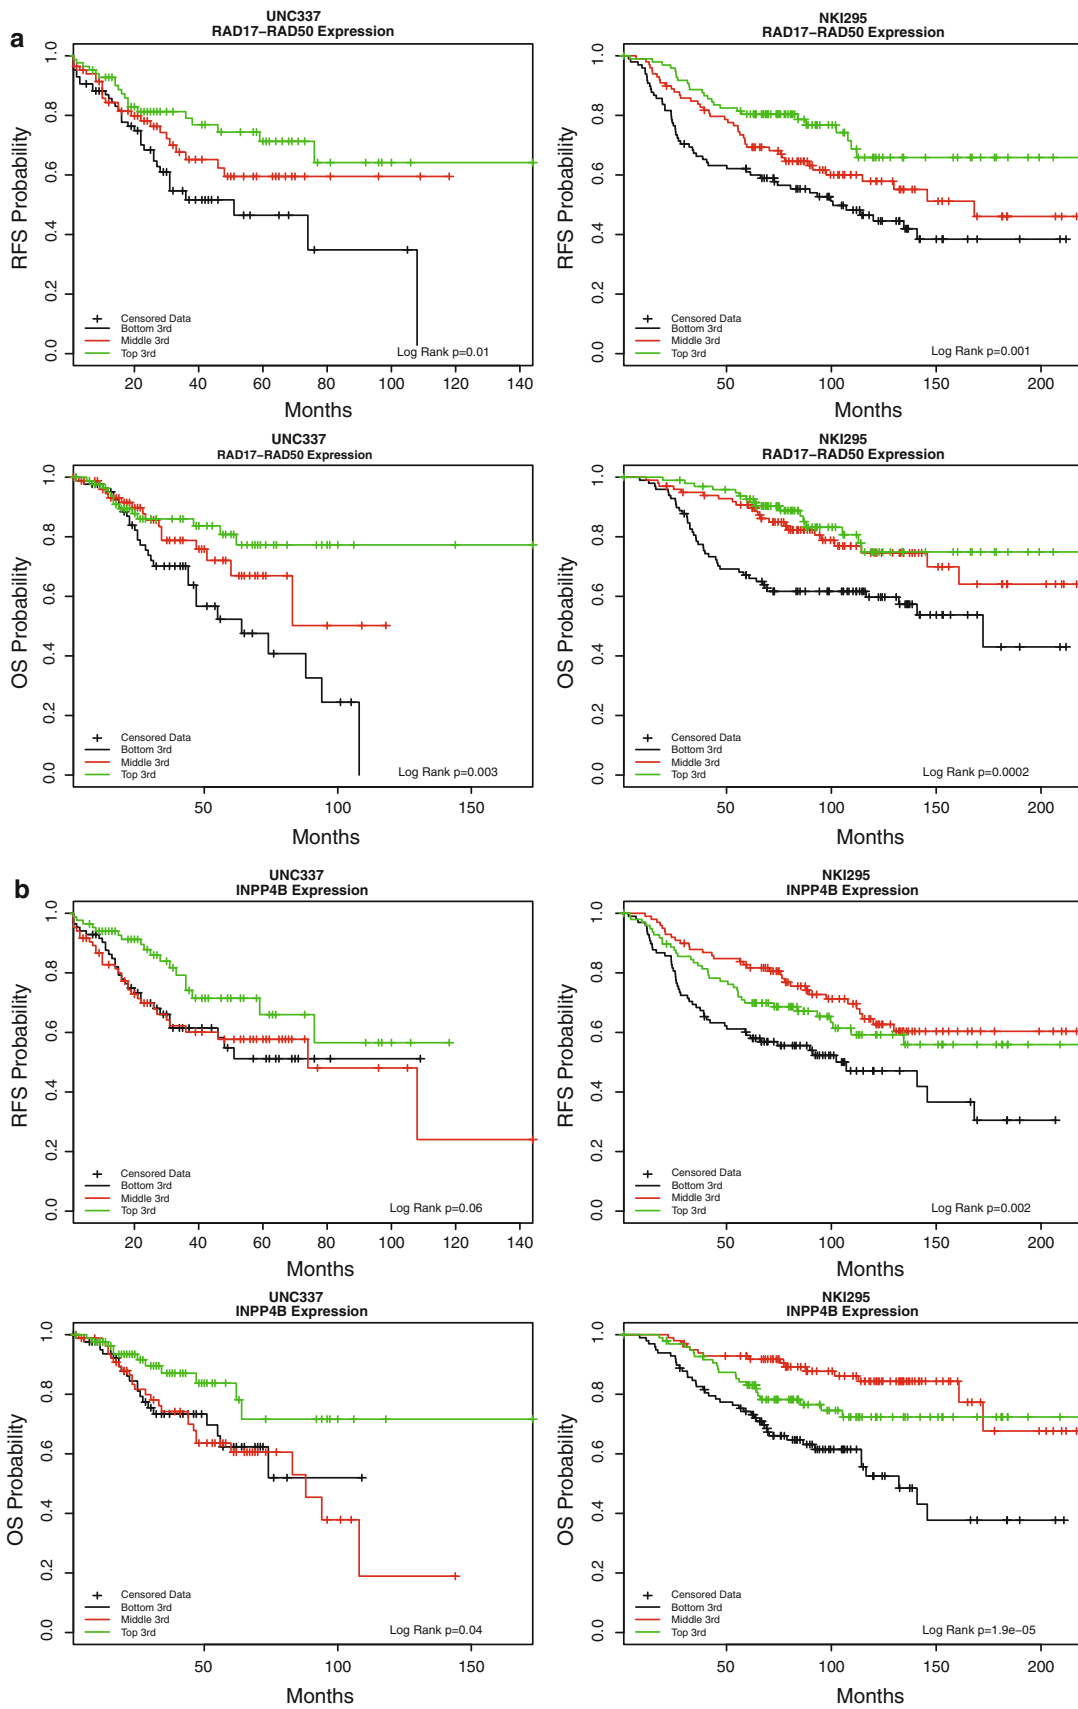 a
UNC337
RAD17-RAD50 Expression
RFS Probability
0.0 0.2 0.4 0.6 0.8 1.0
Censored Data
Bottom 3rd
Middle 3rd
Top 3rd
Log Rank p=0.01
20 40 60 80 100 120 140
Months
NKI295
RAD17-RAD50 Expression
RFS Probability
0.0 0.2 0.4 0.6 0.8 1.0
Censored Data
Bottom 3rd
Middle 3rd
Top 3rd
Log Rank p=0.001
50 100 150 200
Months
UNC337
RAD17-RAD50 Expression
OS Probability
0.0 0.2 0.4 0.6 0.8 1.0
Censored Data
Bottom 3rd
Middle 3rd
Top 3rd
Log Rank p=0.003
50 100 150
Months
NKI295
RAD17-RAD50 Expression
OS Probability
0.0 0.2 0.4 0.6 0.8 1.0
Censored Data
Bottom 3rd
Middle 3rd
Top 3rd
Log Rank p=0.0002
50 100 150 200
Months
b
UNC337
INPP4B Expression
RFS Probability
0.0 0.2 0.4 0.6 0.8 1.0
Censored Data
Bottom 3rd
Middle 3rd
Top 3rd
Log Rank p=0.06
20 40 60 80 100 120 140
Months
NKI295
INPP4B Expression
RFS Probability
0.0 0.2 0.4 0.6 0.8 1.0
Censored Data
Bottom 3rd
Middle 3rd
Top 3rd
Log Rank p=0.002
50 100 150 200
Months
UNC337
INPP4B Expression
OS Probability
0.0 0.2 0.4 0.6 0.8 1.0
Censored Data
Bottom 3rd
Middle 3rd
Top 3rd
Log Rank p=0.04
50 100 150
Months
NKI295
INPP4B Expression
OS Probability
0.0 0.2 0.4 0.6 0.8 1.0
Censored Data
Bottom 3rd
Middle 3rd
Top 3rd
Log Rank p=1.9e-05
50 100 150 200
Months